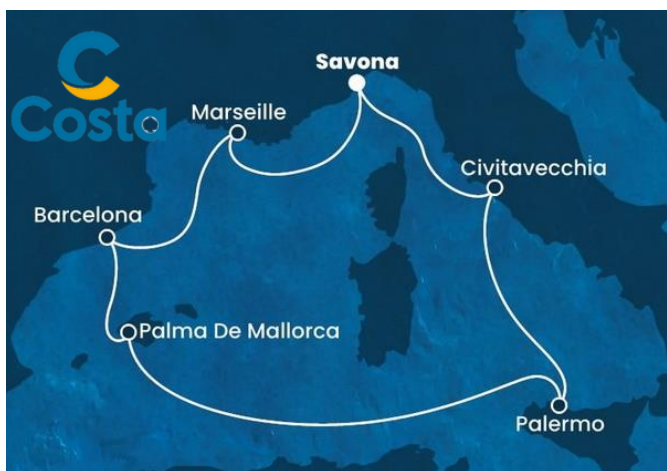 Costa
Savona
Marseille
Civitavecchia
Barcelona
Palma De Mallorca
Palermo